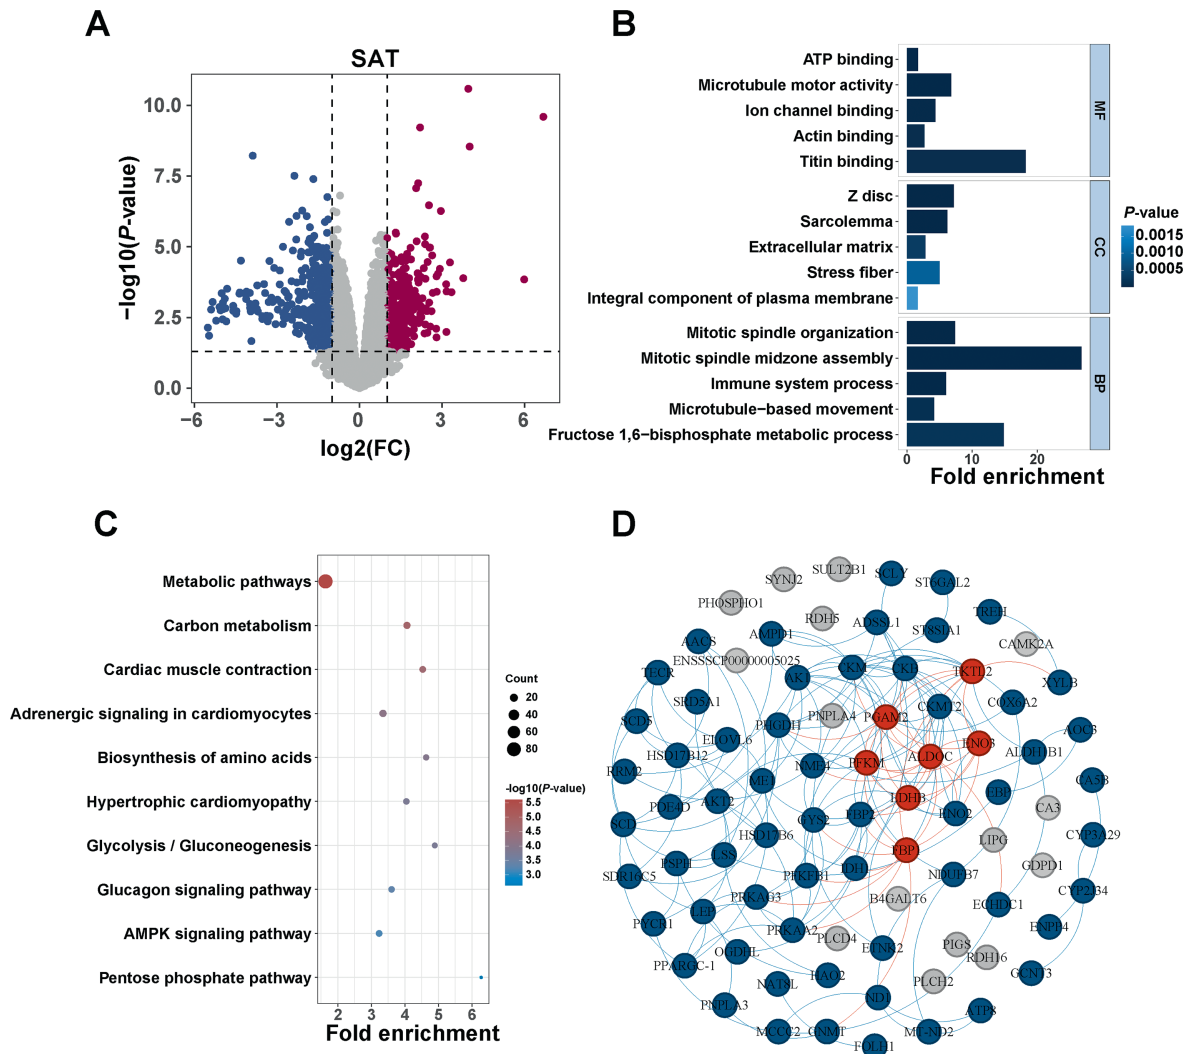 A
SAT
−log10(P-value)
10.0
7.5
5.0
2.5
0.0
−6
−3
0
3
6
log2(FC)
B
ATP binding
Microtubule motor activity
Ion channel binding
Actin binding
Titin binding
MF
Z disc
Sarcolemma
Extracellular matrix
Stress fiber
Integral component of plasma membrane
CC
Mitotic spindle organization
Mitotic spindle midzone assembly
Immune system process
Microtubule−based movement
Fructose 1,6−bisphosphate metabolic process
BP
0
10
20
Fold enrichment
P-value
0.0015
0.0010
0.0005
C
Metabolic pathways
Carbon metabolism
Cardiac muscle contraction
Adrenergic signaling in cardiomyocytes
Biosynthesis of amino acids
Hypertrophic cardiomyopathy
Glycolysis / Gluconeogenesis
Glucagon signaling pathway
AMPK signaling pathway
Pentose phosphate pathway
2
3
4
5
6
Fold enrichment
Count
20
40
60
80
-log10(P-value)
5.5
5.0
4.5
4.0
3.5
3.0
D
SULT2B1
SCLY
SYNJ2
ST6GAL2
PHOSPHO1
RDH5
TREH
ADSSL1
ST8SIA1
AMPD1
AACS
CAMK2A
ENSSSCP00000005025
CKM
CKB
TKTL2
TECR
AK1
XYLB
SRD5A1
COX6A2
CKMT2
PNPLA4
PGAM2
SCD5
PHGDH
AOC3
ELOVL6
ENO3
HSD17B12
ALDH1B1
ALDOC
PFKM
NME4
RRM2
ME1
CA5B
EBP
PDE4D
AKT2
EDHB
CA3
ENO2
FBP2
GYS2
SCD
HSD17B6
CYP3A29
LIPG
FBP1
LSS
PSPH
GDPD1
IDH1
SDR16C5
PFKFB1
NDUFB7
CYP2J34
PRKAG3
B4GALT6
ECHDC1
LEP
PYCR1
ENPP4
PRKAA2
PLCD4
PIGS
ETNK2
OGDHL
RDH16
PPARGC-1
HAO2
GCNT3
NAT8L
PLCH2
ND1
PNPLA3
ATP8
MCCC2
GNMT
MT-ND2
FOLH1